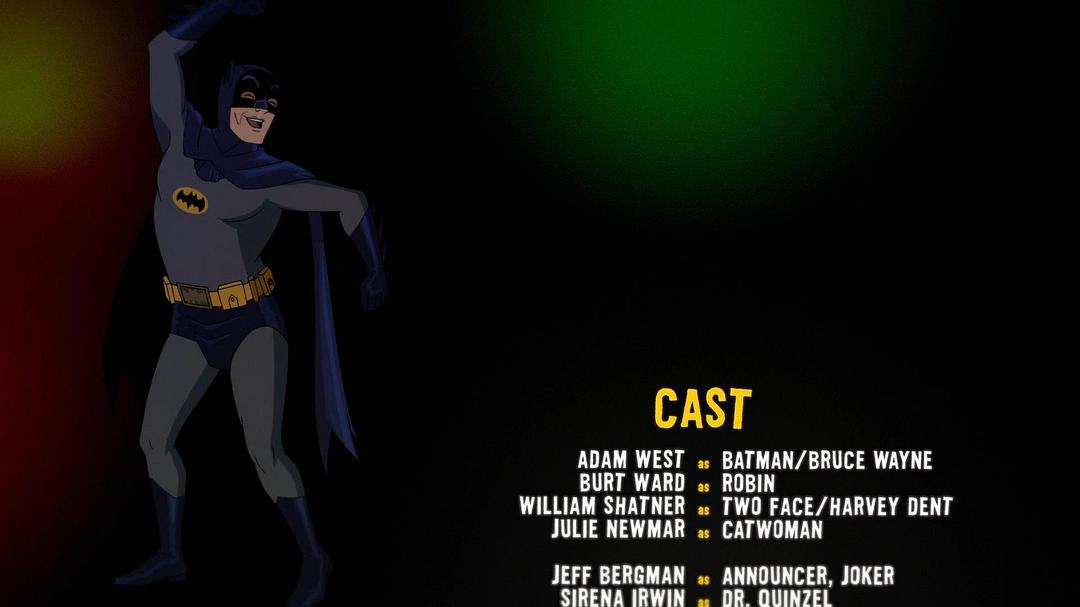 CAST
ADAM WEST as BATMAN/BRUCE WAYNE
BURT WARD as ROBIN
WILLIAM SHATNER as TWO FACE/HARVEY DENT
JULIE NEWMAR as CATWOMAN
JEFF BERGMAN as ANNOUNCER, JOKER
SIRENA IRWIN as DR. QUINZEL